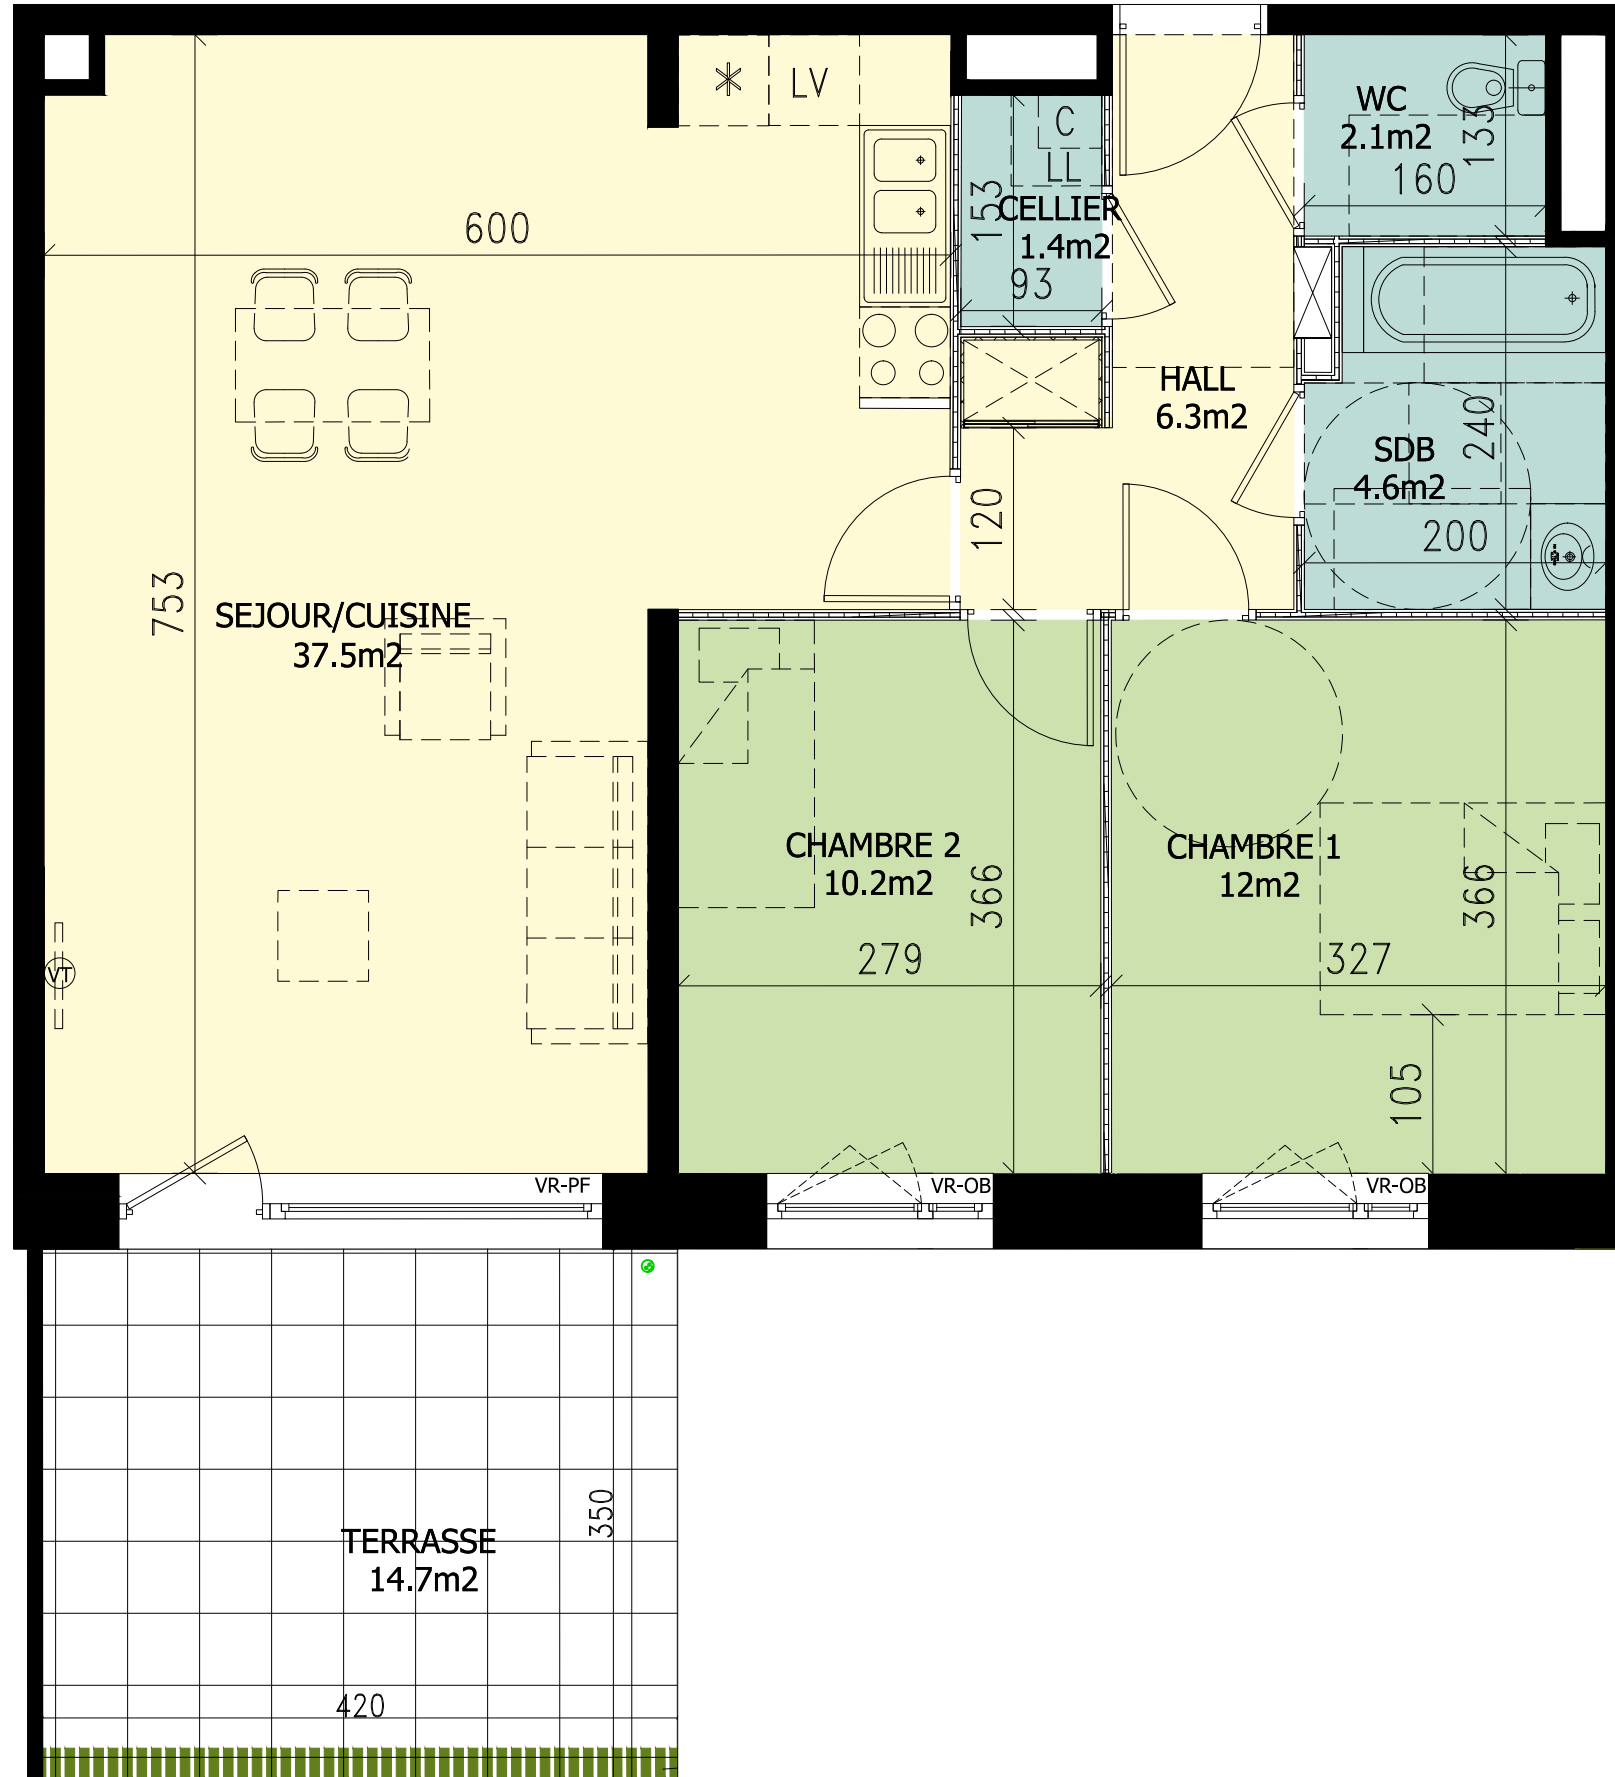 LV
C
LL
WC
2.1m2
133
160
600
153
CELLIER
1.4m2
93
HALL
6.3m2
240
SDB
4.6m2
200
120
753
SEJOUR/CUISINE
37.5m2
CHAMBRE 2
10.2m2
366
279
CHAMBRE 1
12m2
366
327
VT
105
VR-PF
VR-OB
VR-OB
350
TERRASSE
14.7m2
420